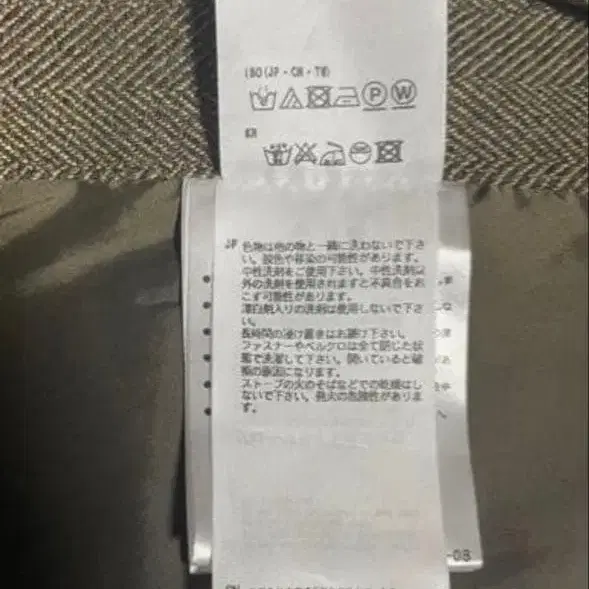 ISO(JP・CN・TW)
P W
KR
JP 色物は他の物と一緒に洗わないで下さ
い。脱色や移染の可能性があります。
中性洗剤をご使用下さい。中性洗剤以
外の洗剤を使用されますと不具合をお
こす可能性があります。
漂白剤入りの洗剤は使用しないで下さ
い。
長時間の浸け置きはお避け下さい。
ファスナーやベルクロは全て閉じた状
態で洗濯して下さい。開いていると破
損の原因になります。
ストーブの火のそばなどでの乾燥はし
ないで下さい。発火の危険性がありま
す。
-08
CN